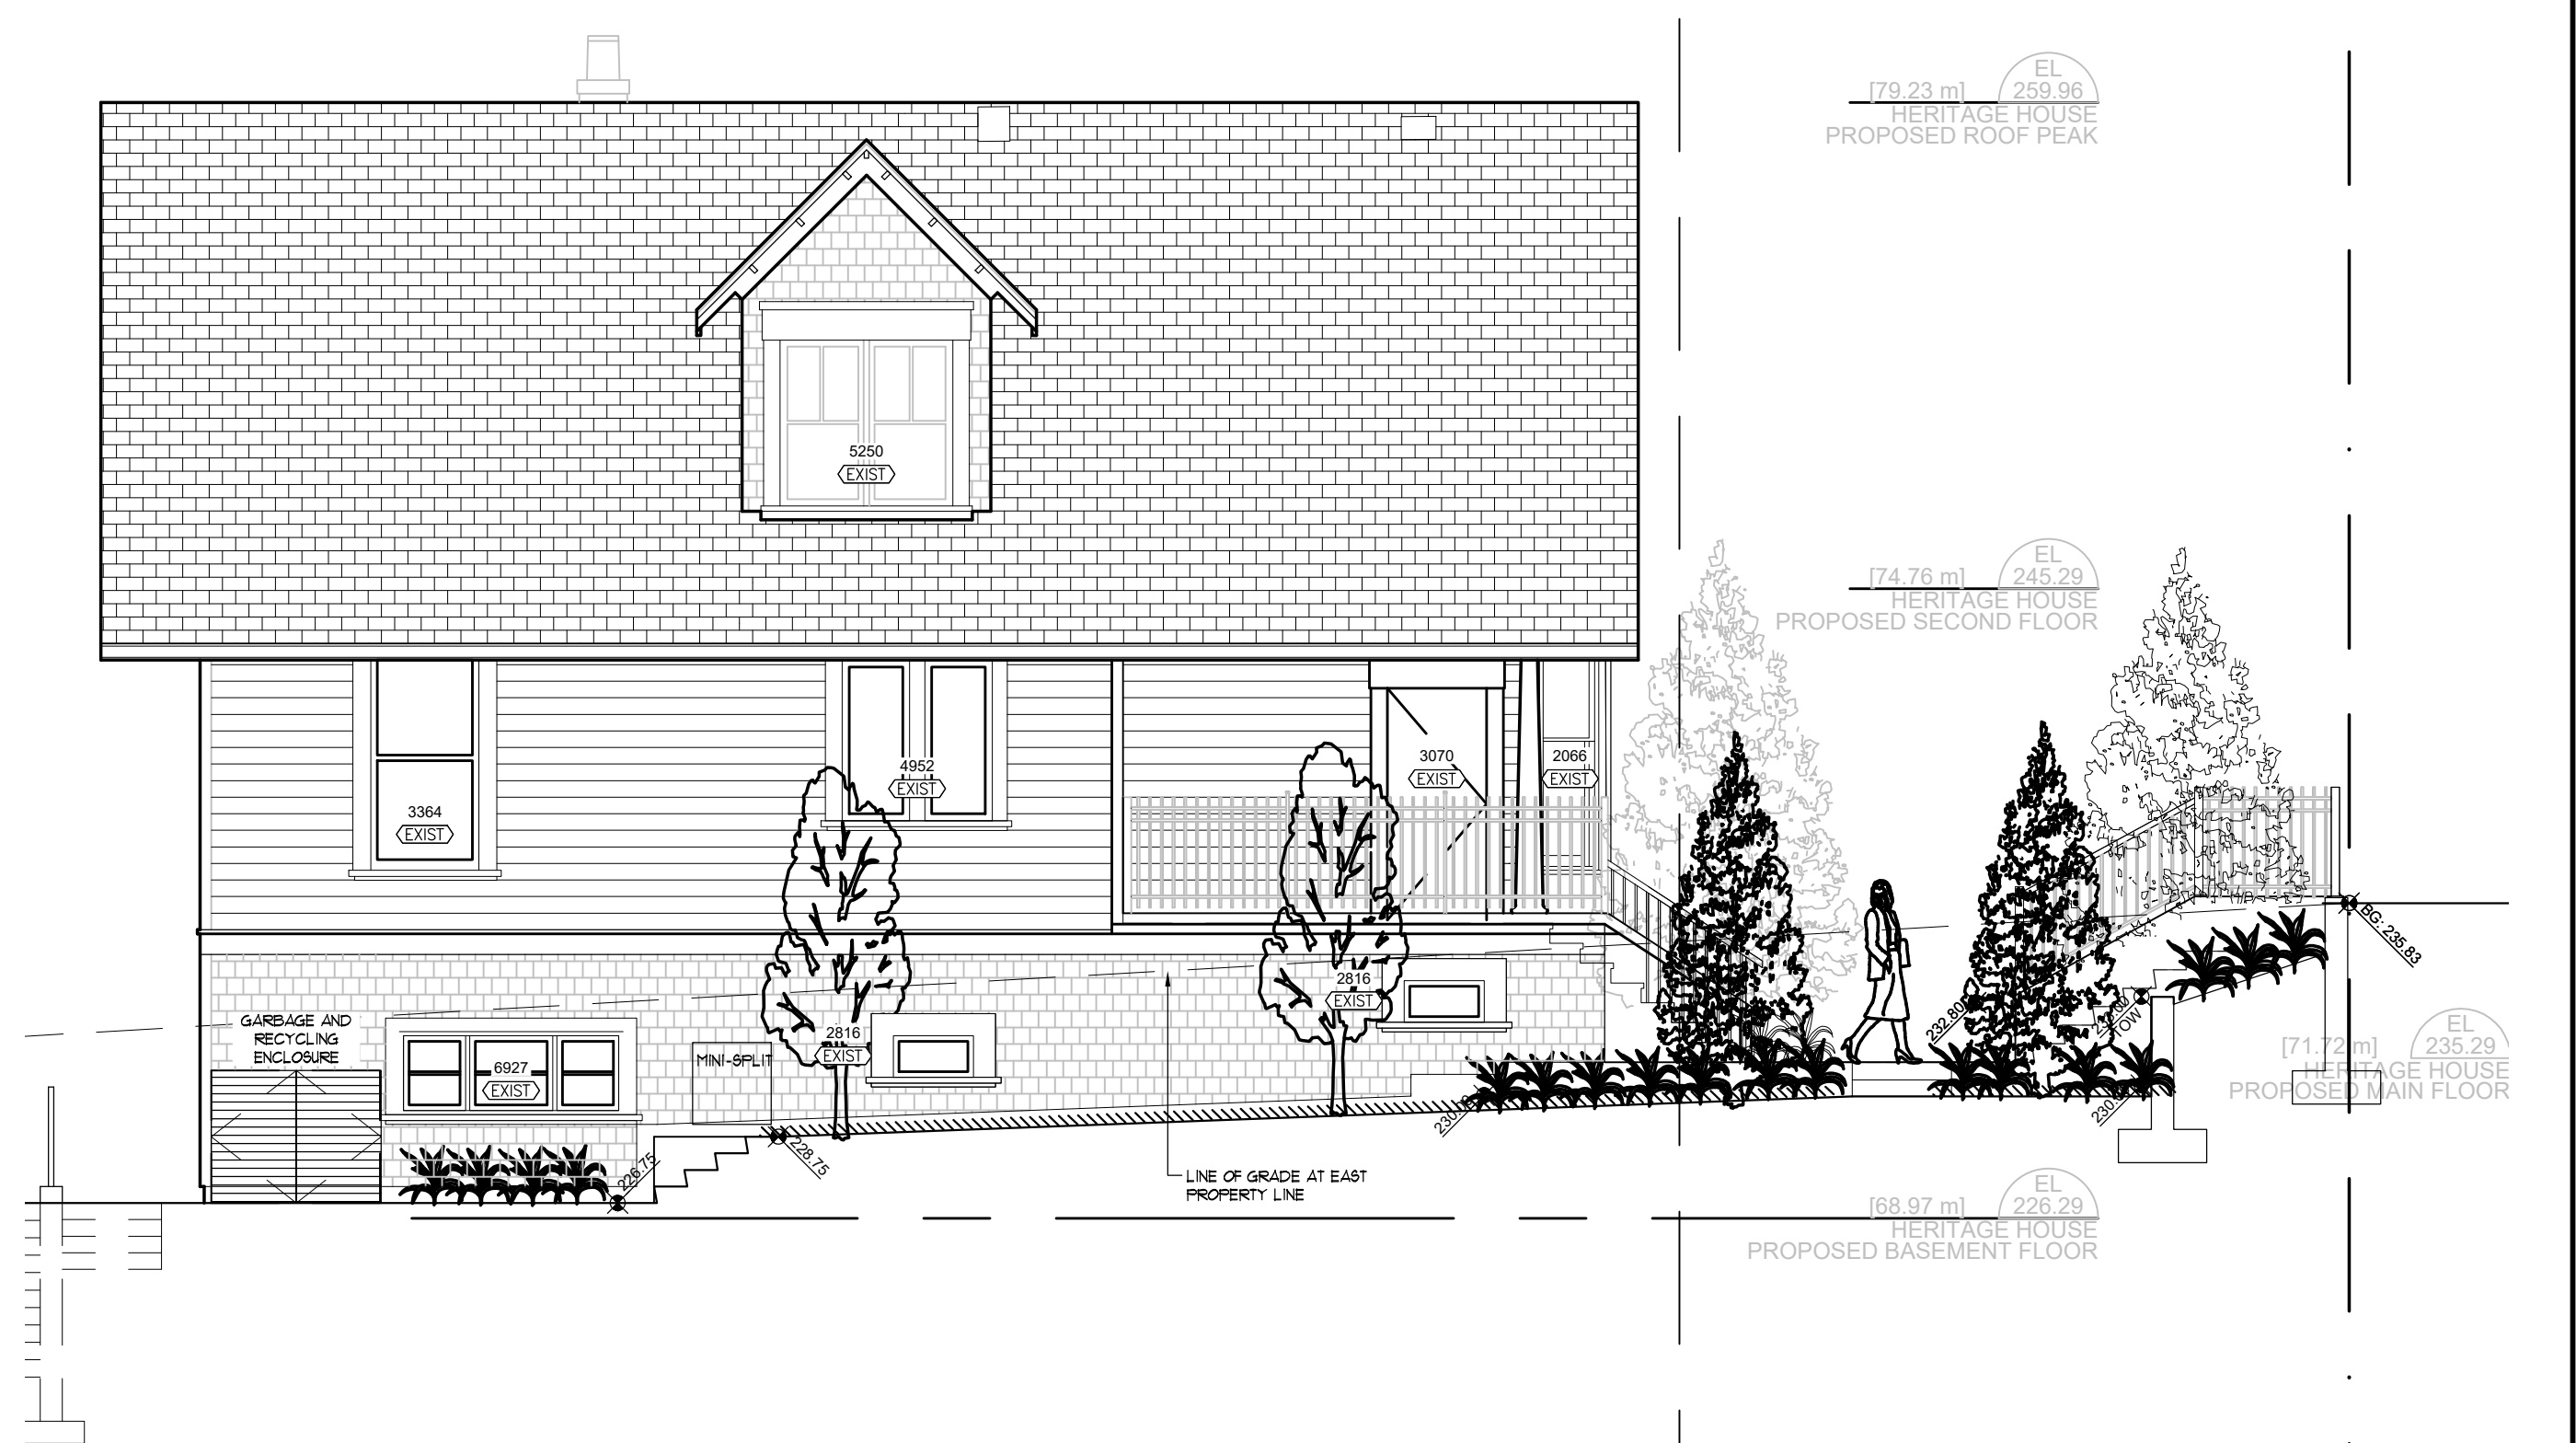 EL
[79.23 m] 259.96
HERITAGE HOUSE
PROPOSED ROOF PEAK
5250
EXIST
EL
[74.76 m] 245.29
HERITAGE HOUSE
PROPOSED SECOND FLOOR
3364
EXIST
4952
EXIST
3070
EXIST
2066
EXIST
BG: 235.83
2816
EXIST
232.80
TOW
GARBAGE AND
RECYCLING
ENCLOSURE
6927
EXIST
MINI-SPLIT
2816
EXIST
EL
[71.72 m] 235.29
HERITAGE HOUSE
PROPOSED MAIN FLOOR
226.75
228.75
LINE OF GRADE AT EAST
PROPERTY LINE
EL
[68.97 m] 226.29
HERITAGE HOUSE
PROPOSED BASEMENT FLOOR